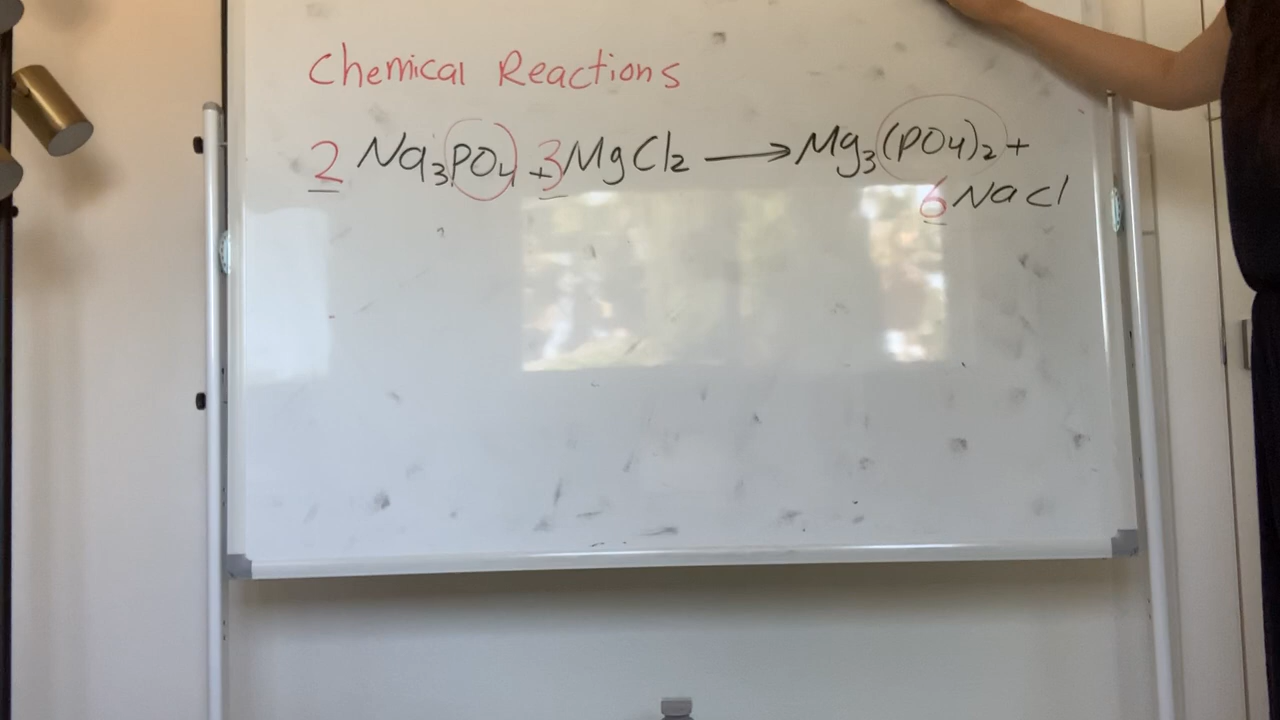 Chemical Reactions
2 Na3PO4 + 3MgCl2 → Mg3(PO4)2 +
6 NaCl